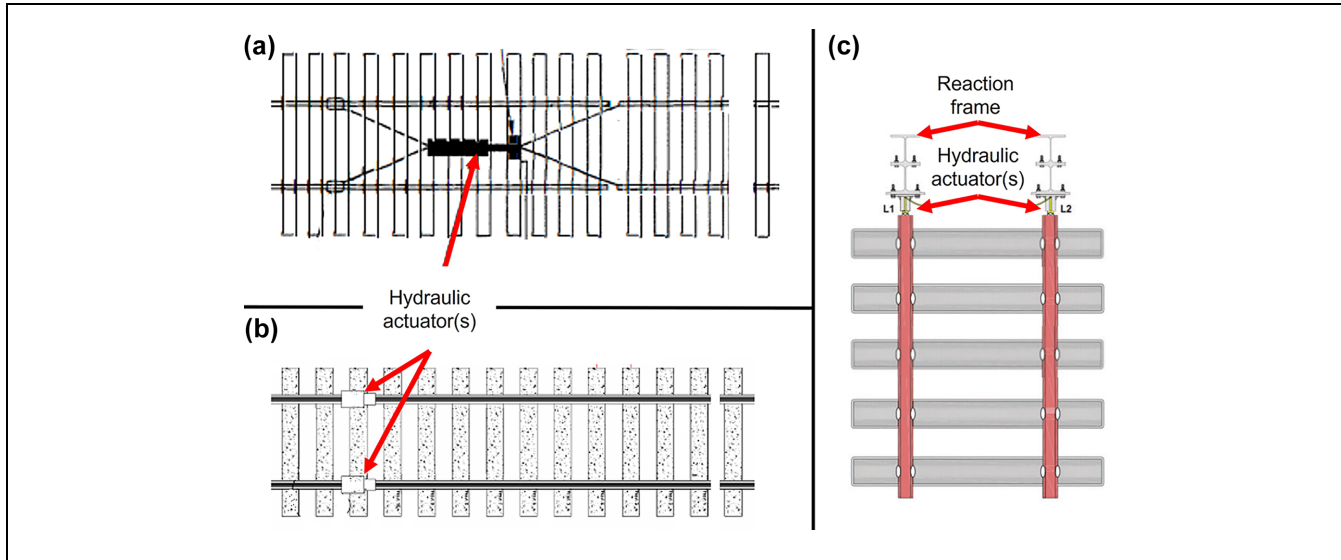 (a)
Hydraulic
actuator(s)
(b)
(c)
Reaction
frame
Hydraulic
actuator(s)
L1
L2